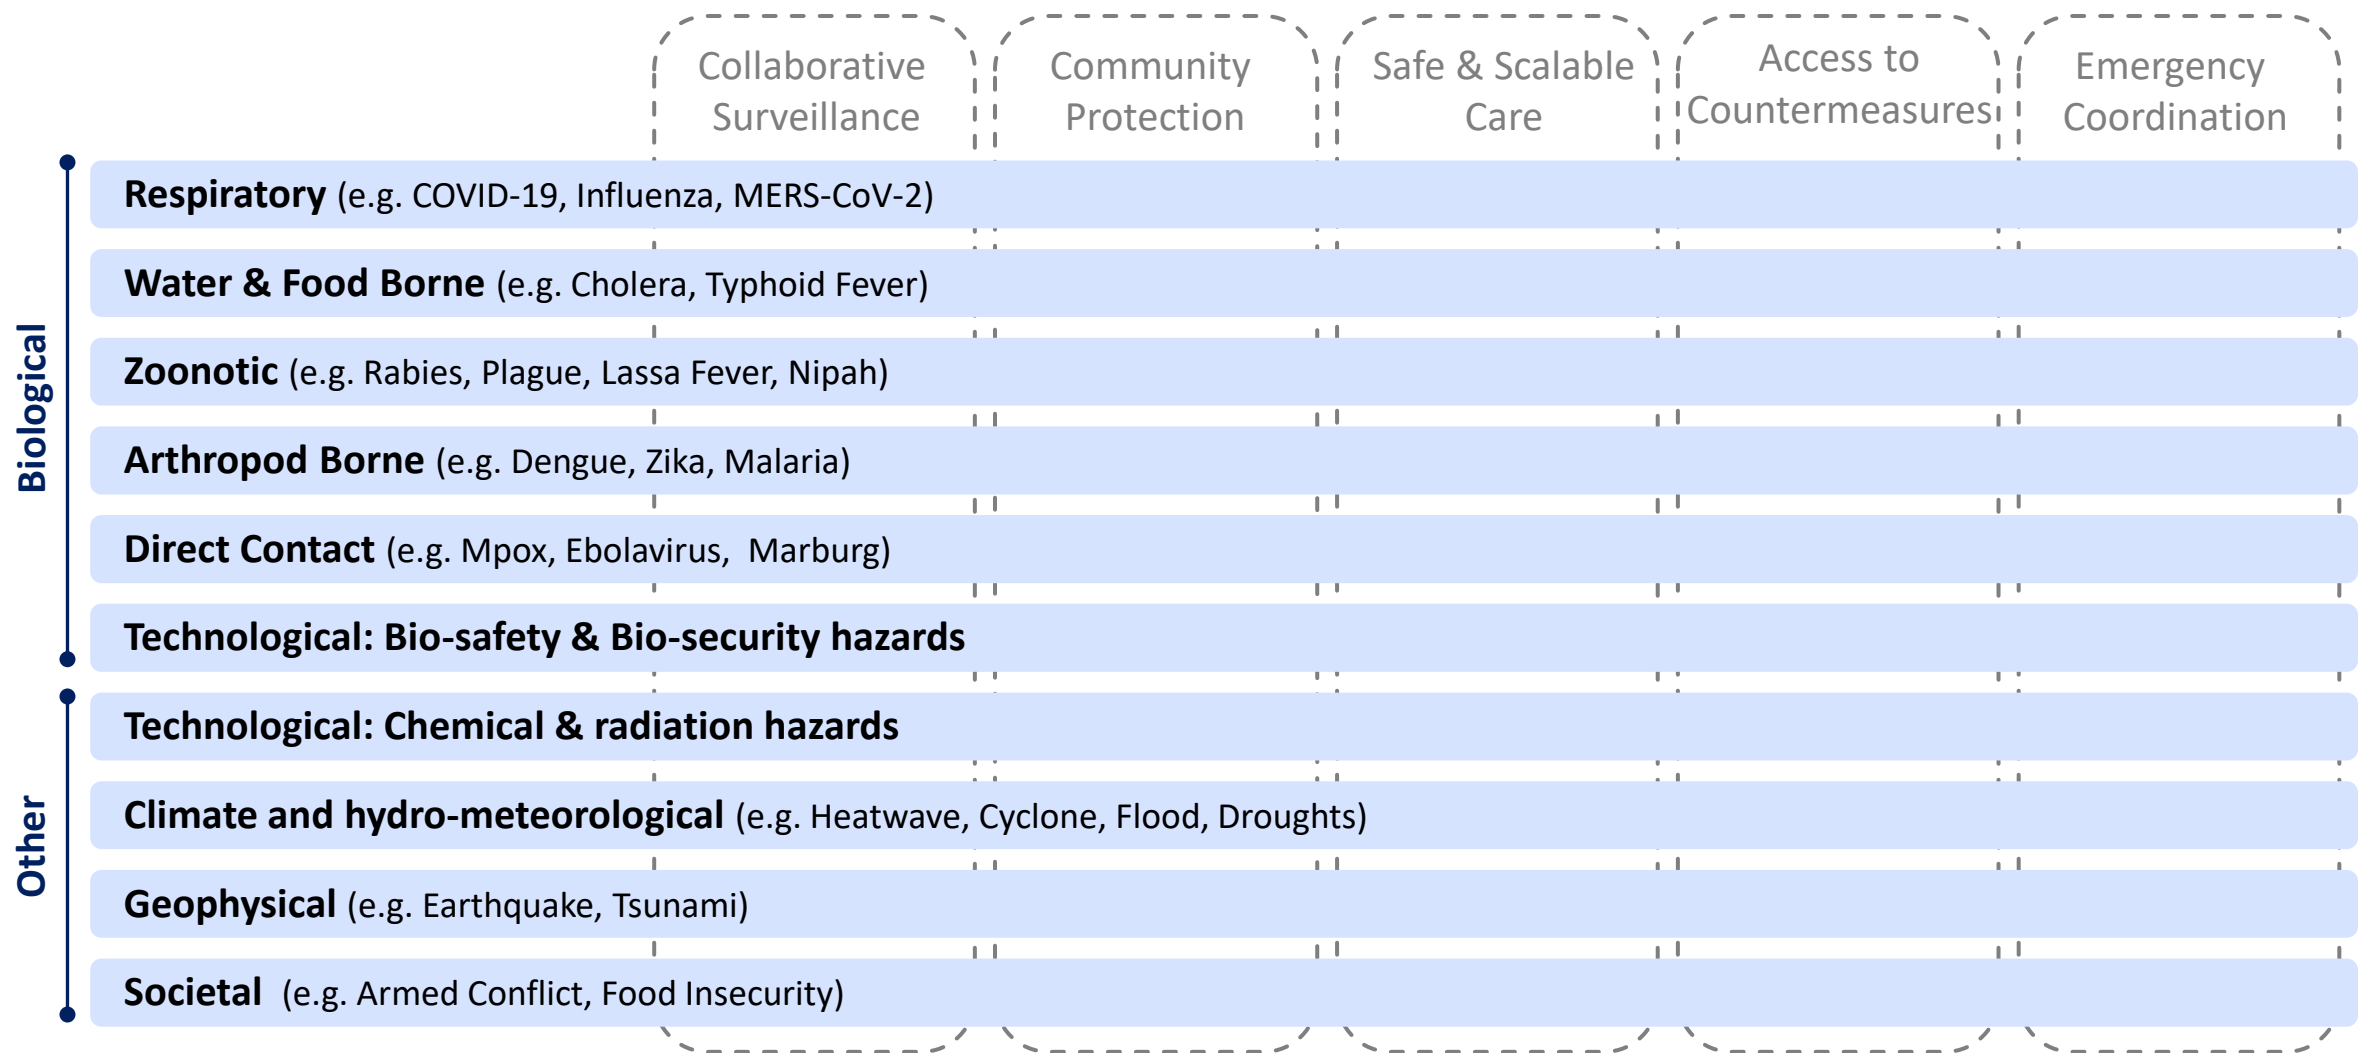 Collaborative
Surveillance
Community
Protection
Safe & Scalable
Care
Access to
Countermeasures
Emergency
Coordination
Biological
Respiratory (e.g. COVID-19, Influenza, MERS-CoV-2)
Water & Food Borne (e.g. Cholera, Typhoid Fever)
Zoonotic (e.g. Rabies, Plague, Lassa Fever, Nipah)
Arthropod Borne (e.g. Dengue, Zika, Malaria)
Direct Contact (e.g. Mpox, Ebolavirus,  Marburg)
Technological: Bio-safety & Bio-security hazards
Other
Technological: Chemical & radiation hazards
Climate and hydro-meteorological (e.g. Heatwave, Cyclone, Flood, Droughts)
Geophysical (e.g. Earthquake, Tsunami)
Societal  (e.g. Armed Conflict, Food Insecurity)